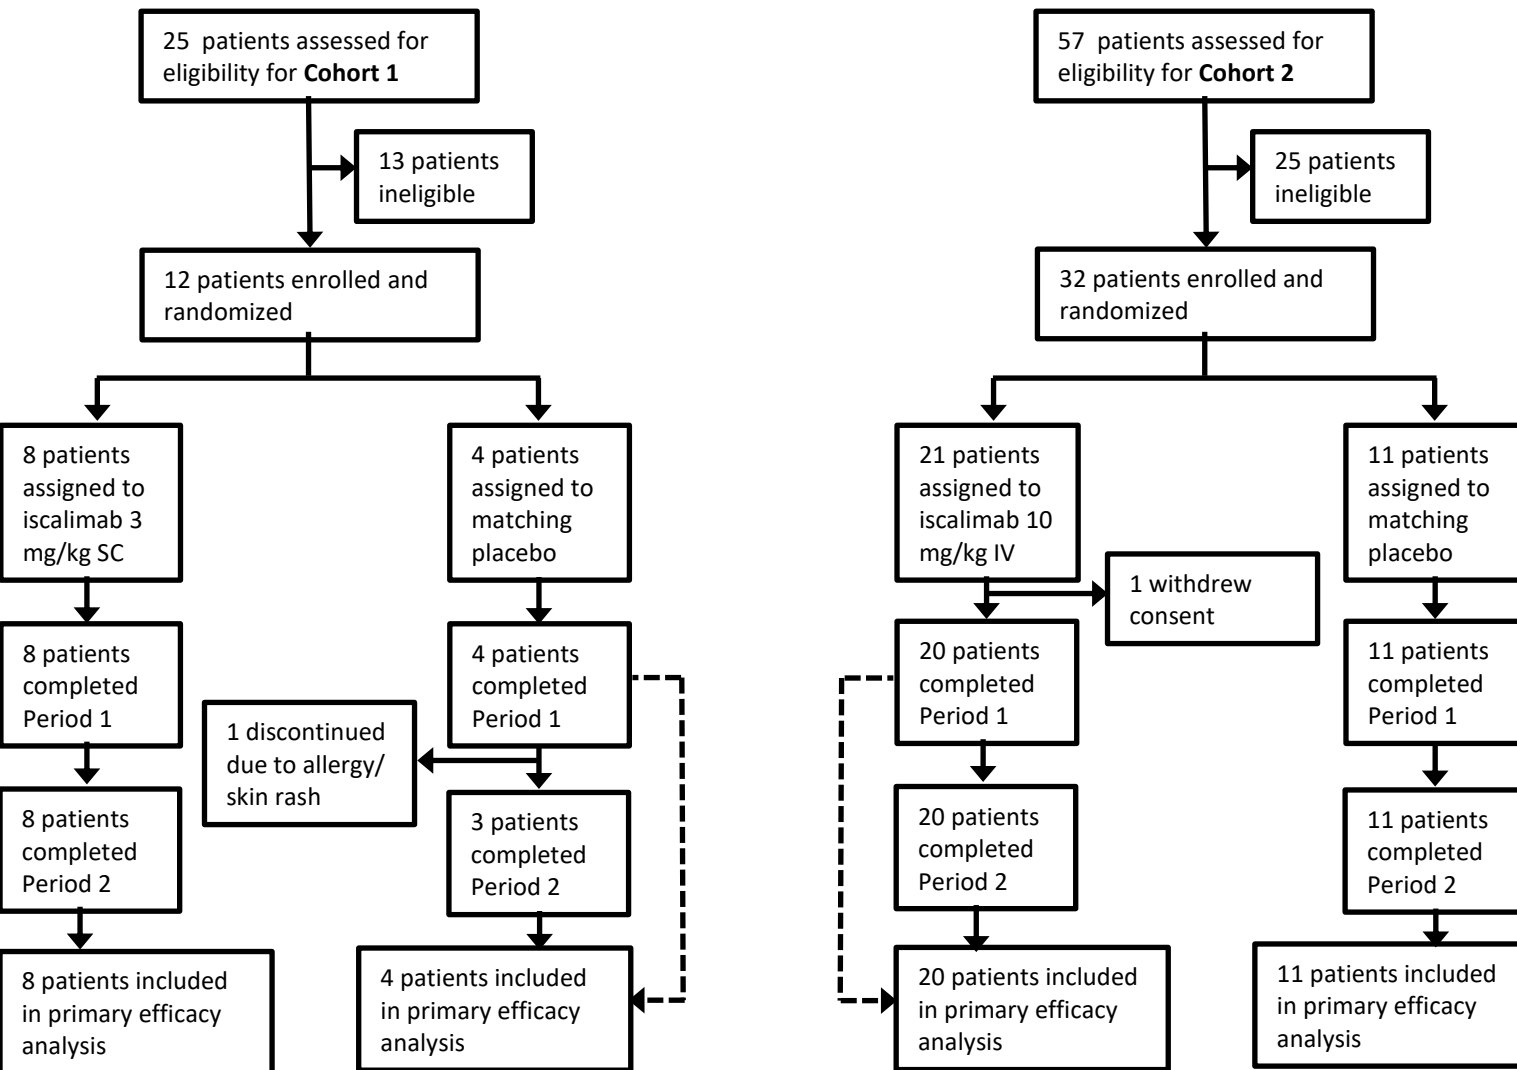 25 patients assessed for
eligibility for Cohort 1
13 patients
ineligible
12 patients enrolled and
randomized
8 patients
assigned to
iscalimab 3
mg/kg SC
4 patients
assigned to
matching
placebo
8 patients
completed
Period 1
4 patients
completed
Period 1
1 discontinued
due to allergy/
skin rash
8 patients
completed
Period 2
3 patients
completed
Period 2
8 patients included
in primary efficacy
analysis
4 patients included
in primary efficacy
analysis
57 patients assessed for
eligibility for Cohort 2
25 patients
ineligible
32 patients enrolled and
randomized
21 patients
assigned to
iscalimab 10
mg/kg IV
11 patients
assigned to
matching
placebo
1 withdrew
consent
20 patients
completed
Period 1
11 patients
completed
Period 1
20 patients
completed
Period 2
11 patients
completed
Period 2
20 patients included
in primary efficacy
analysis
11 patients included
in primary efficacy
analysis